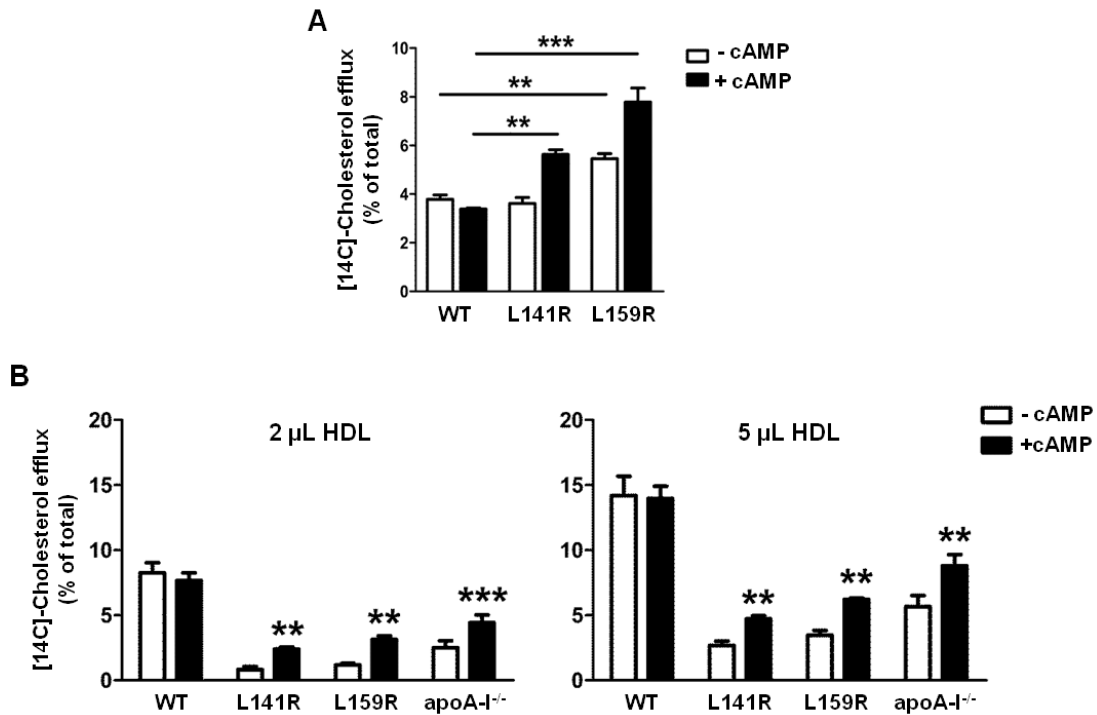 A
[14C]-Cholesterol efflux
(% of total)
10
8
6
4
2
0
***
**
**
- cAMP
+ cAMP
WT L141R L159R
B
[14C]-Cholesterol efflux
(% of total)
2 µL HDL
20
15
10
5
0
** ** ***
WT L141R L159R apoA-I-/-
5 µL HDL
20
15
10
5
0
** ** **
WT L141R L159R apoA-I-/-
- cAMP
+cAMP